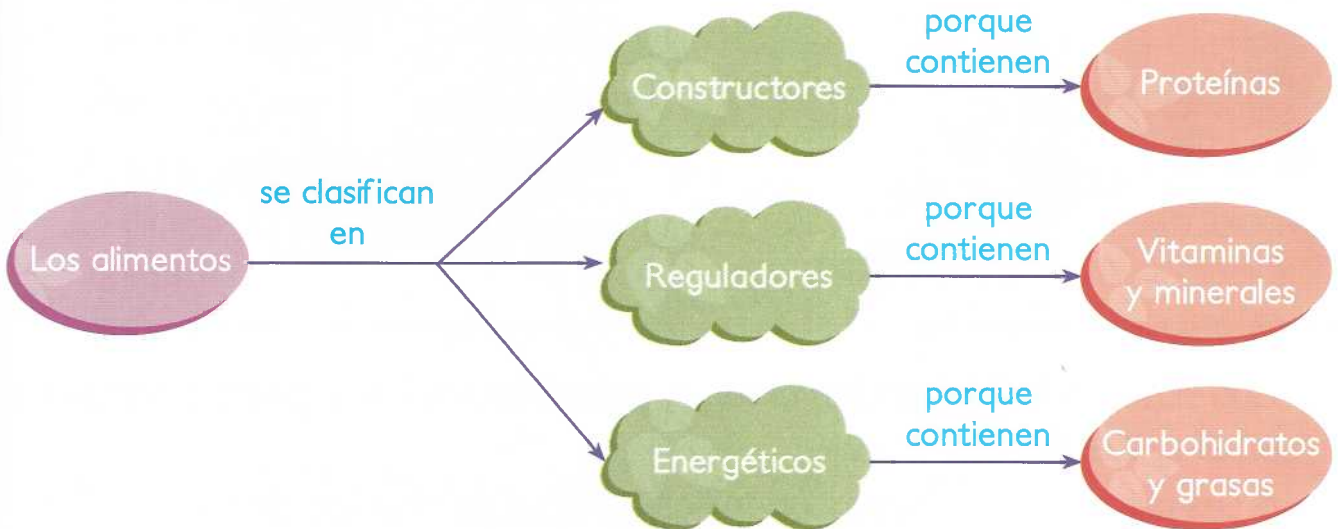 Los alimentos
se clasifican
en
Constructores
porque
contienen
Proteínas
Reguladores
porque
contienen
Vitaminas
y minerales
Energéticos
porque
contienen
Carbohidratos
y grasas